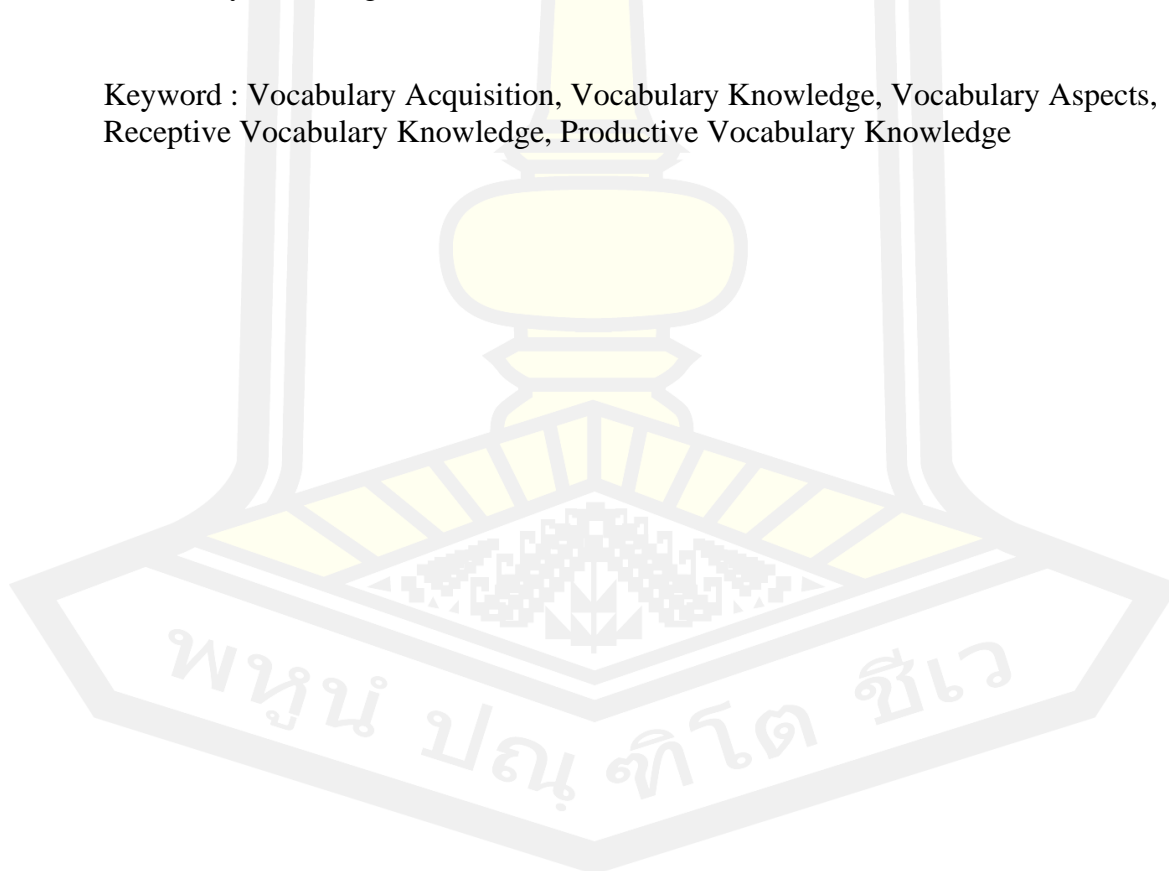 Keyword : Vocabulary Acquisition, Vocabulary Knowledge, Vocabulary Aspects,
Receptive Vocabulary Knowledge, Productive Vocabulary Knowledge
พหูนํ ปณฺฑิโต ชีเว